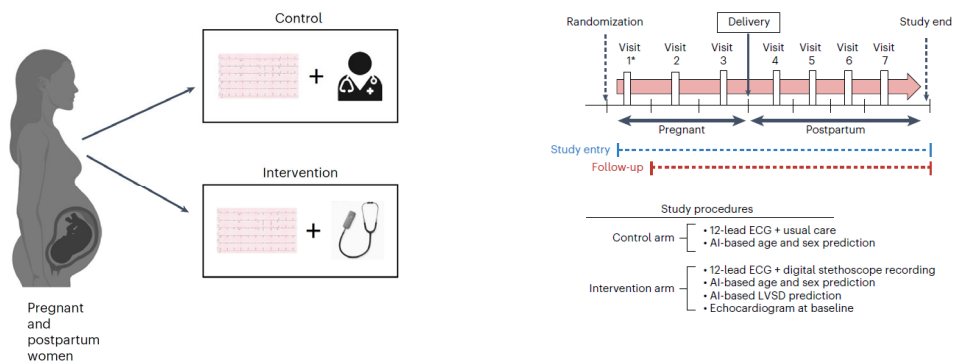 Control
+
Intervention
+
Pregnant
and
postpartum
women
Randomization
Delivery
Study end
Visit
1*
Visit
2
Visit
3
Visit
4
Visit
5
Visit
6
Visit
7
Pregnant
Postpartum
Study entry
Follow-up
Study procedures
Control arm
• 12-lead ECG + usual care
• AI-based age and sex prediction
Intervention arm
• 12-lead ECG + digital stethoscope recording
• AI-based age and sex prediction
• AI-based LVSD prediction
• Echocardiogram at baseline